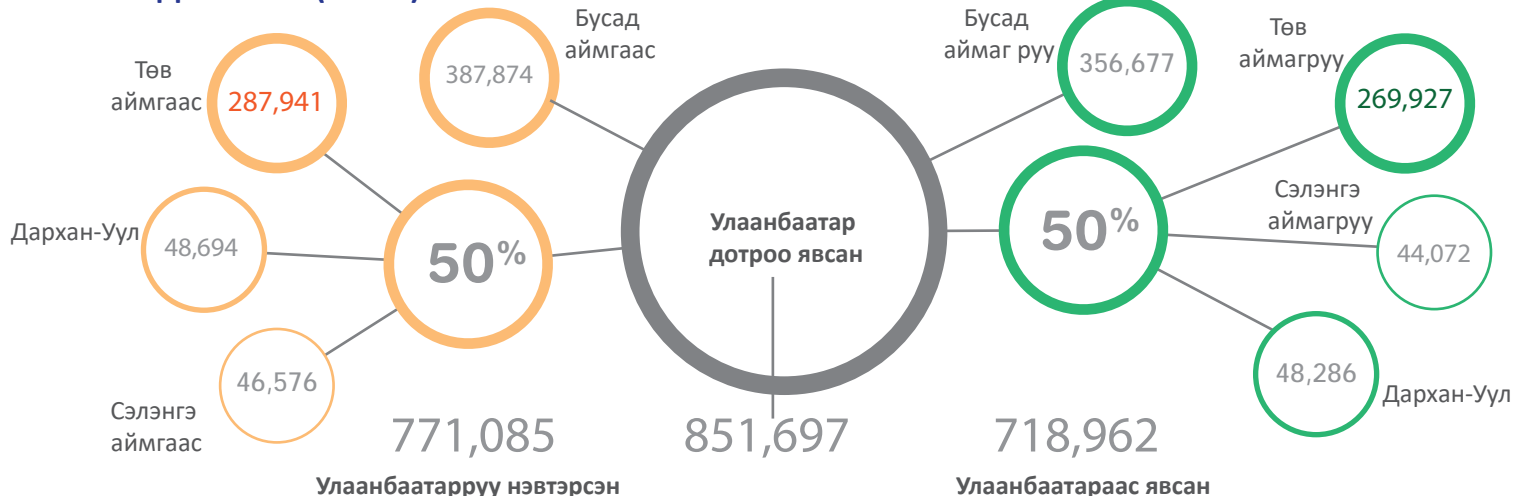 Төв
аймгаас
287,941
Бусад
аймгаас
387,874
Дархан-Уул
48,694
50%
Сэлэнгэ
аймгаас
46,576
771,085
Улаанбаатарруу нэвтэрсэн
Улаанбаатар
дотроо явсан
851,697
Бусад
аймаг руу
356,677
Төв
аймагруу
269,927
50%
Сэлэнгэ
аймагруу
44,072
48,286
Дархан-Уул
718,962
Улаанбаатараас явсан